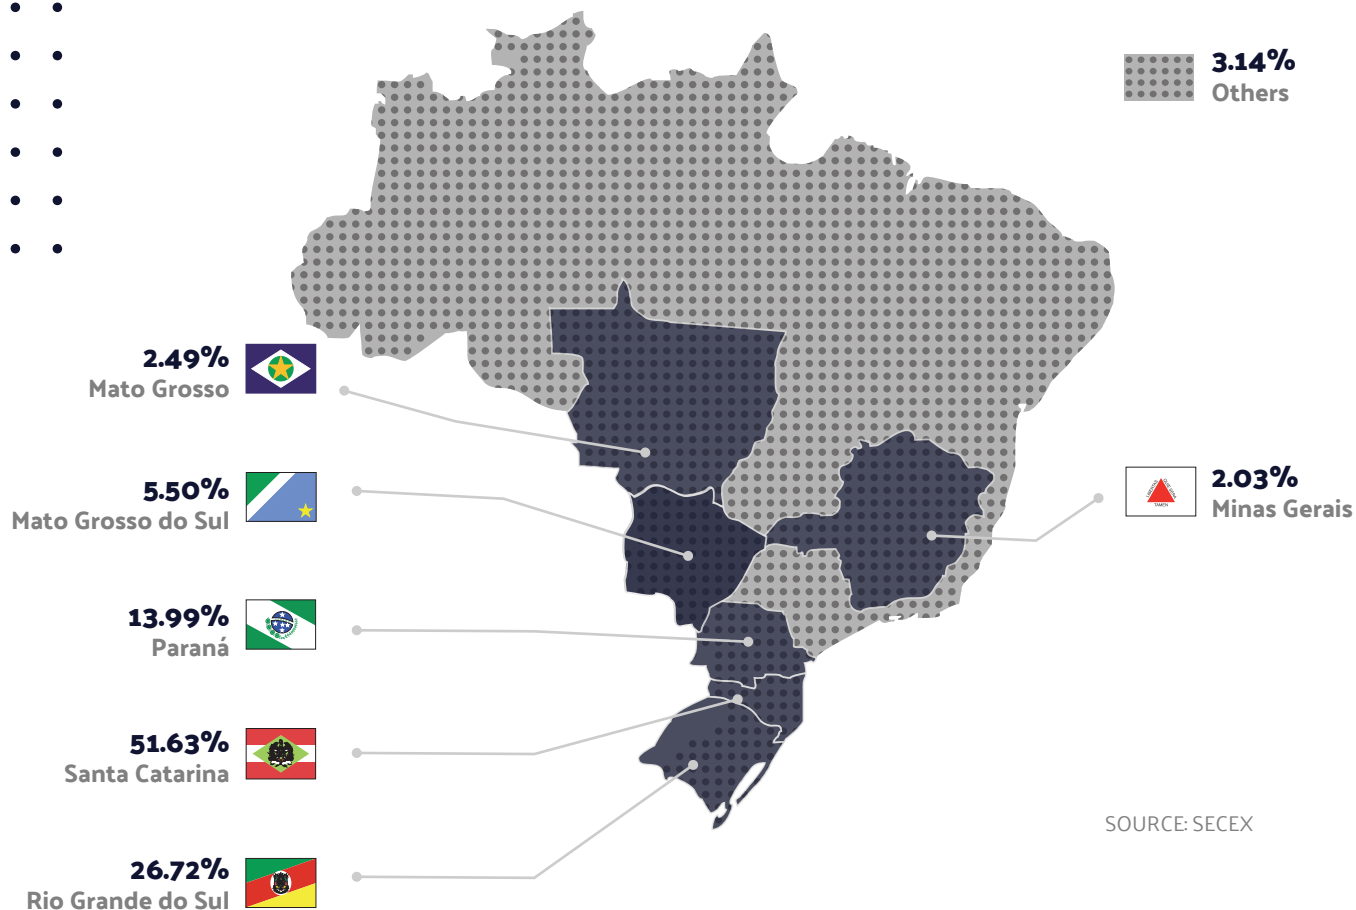 3.14%
Others
2.49%
Mato Grosso
5.50%
Mato Grosso do Sul
2.03%
Minas Gerais
13.99%
Paraná
51.63%
Santa Catarina
26.72%
Rio Grande do Sul
SOURCE: SECEX
TAMEN